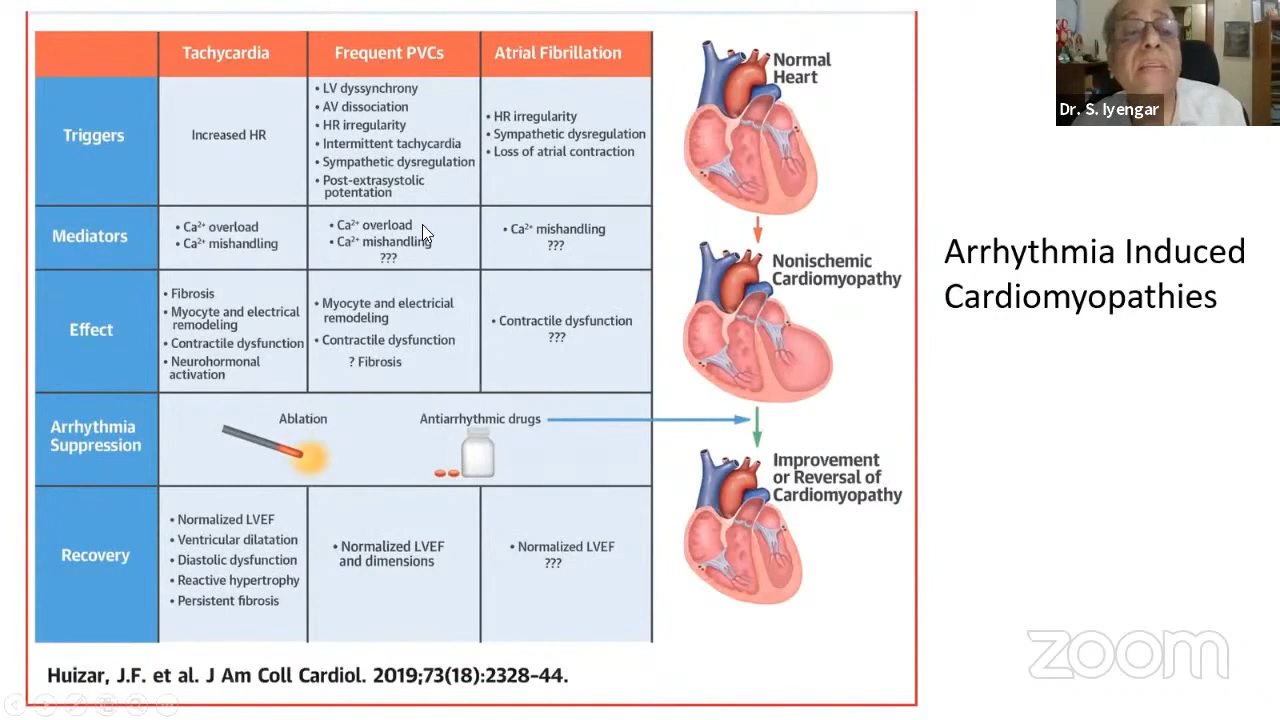 Tachycardia
Frequent PVCs
Atrial Fibrillation
Triggers
Increased HR
• LV dyssynchrony
• AV dissociation
• HR irregularity
• Intermittent tachycardia
• Sympathetic dysregulation
• Post-extrasystolic
potentation
• HR irregularity
• Sympathetic dysregulation
• Loss of atrial contraction
Mediators
• Ca²⁺ overload
• Ca²⁺ mishandling
• Ca²⁺ overload
• Ca²⁺ mishandling
???
• Ca²⁺ mishandling
???
Effect
• Fibrosis
• Myocyte and electrical
remodeling
• Contractile dysfunction
• Neurohormonal
activation
• Myocyte and electricial
remodeling
• Contractile dysfunction
? Fibrosis
• Contractile dysfunction
???
Arrhythmia
Suppression
Ablation
Antiarrhythmic drugs
Recovery
• Normalized LVEF
• Ventricular dilatation
• Diastolic dysfunction
• Reactive hypertrophy
• Persistent fibrosis
• Normalized LVEF
and dimensions
• Normalized LVEF
???
Normal
Heart
Nonischemic
Cardiomyopathy
Improvement
or Reversal of
Cardiomyopathy
Huizar, J.F. et al. J Am Coll Cardiol. 2019;73(18):2328–44.
Dr. S. Iyengar
Arrhythmia Induced
Cardiomyopathies
zoom